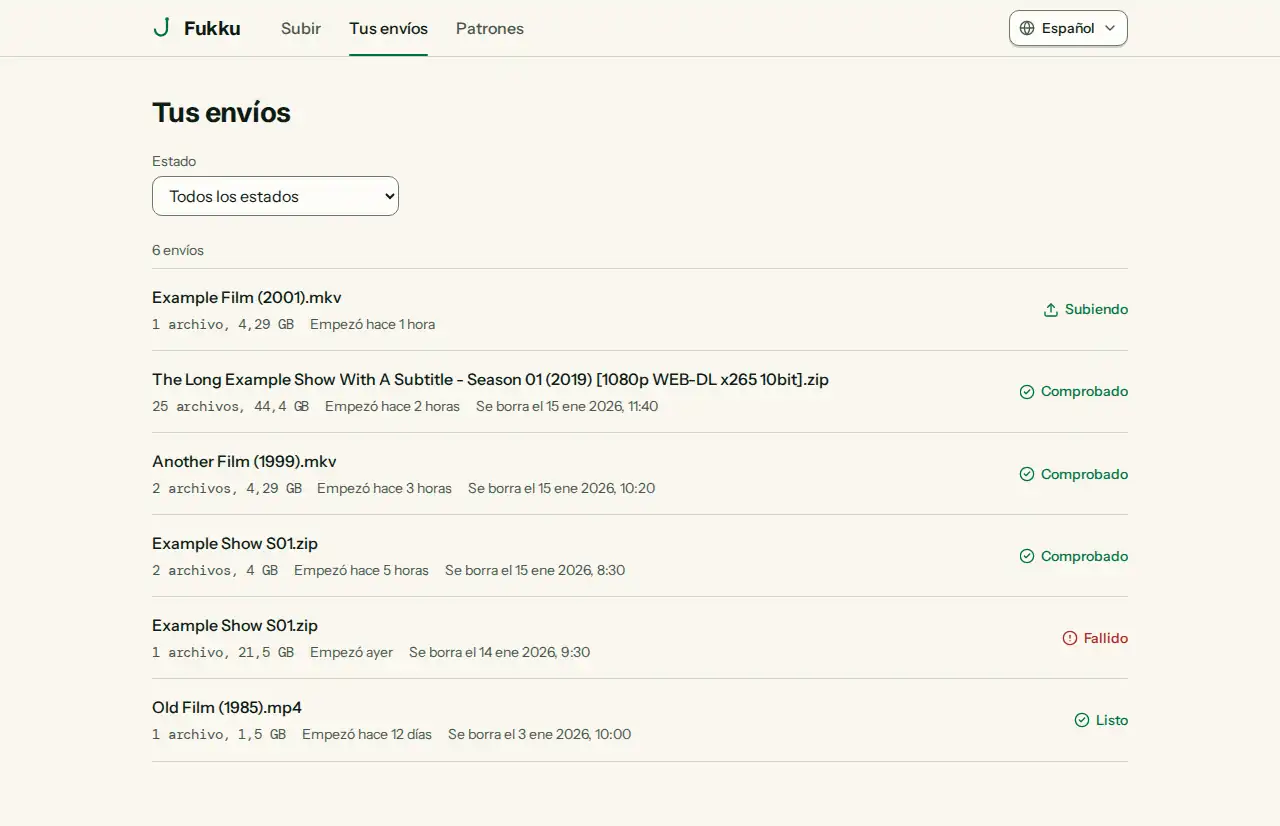 Fukku
Subir
Tus envíos
Patrones
Español
Tus envíos
Estado
Todos los estados
6 envíos
Example Film (2001).mkv
1 archivo, 4,29 GB Empezó hace 1 hora
Subiendo
The Long Example Show With A Subtitle - Season 01 (2019) [1080p WEB-DL x265 10bit].zip
25 archivos, 44,4 GB Empezó hace 2 horas Se borra el 15 ene 2026, 11:40
Comprobado
Another Film (1999).mkv
2 archivos, 4,29 GB Empezó hace 3 horas Se borra el 15 ene 2026, 10:20
Comprobado
Example Show S01.zip
2 archivos, 4 GB Empezó hace 5 horas Se borra el 15 ene 2026, 8:30
Comprobado
Example Show S01.zip
1 archivo, 21,5 GB Empezó ayer Se borra el 14 ene 2026, 9:30
Fallido
Old Film (1985).mp4
1 archivo, 1,5 GB Empezó hace 12 días Se borra el 3 ene 2026, 10:00
Listo